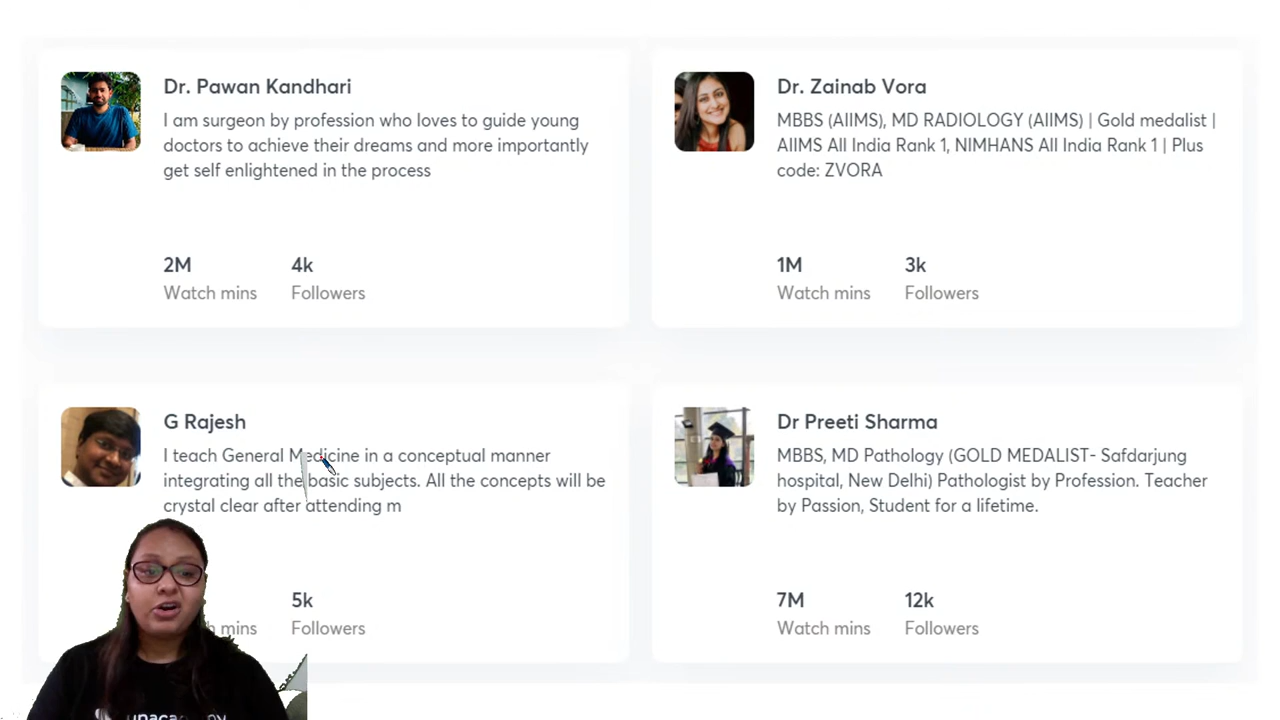 Dr. Pawan Kandhari
I am surgeon by profession who loves to guide young
doctors to achieve their dreams and more importantly
get self enlightened in the process
2M 4k
Watch mins Followers
Dr. Zainab Vora
MBBS (AIIMS), MD RADIOLOGY (AIIMS) | Gold medalist |
AIIMS All India Rank 1, NIMHANS All India Rank 1 | Plus
code: ZVORA
1M 3k
Watch mins Followers
G Rajesh
I teach General Medicine in a conceptual manner
integrating all the basic subjects. All the concepts will be
crystal clear after attending m
5k
mins Followers
Dr Preeti Sharma
MBBS, MD Pathology (GOLD MEDALIST- Safdarjung
hospital, New Delhi) Pathologist by Profession. Teacher
by Passion, Student for a lifetime.
7M 12k
Watch mins Followers